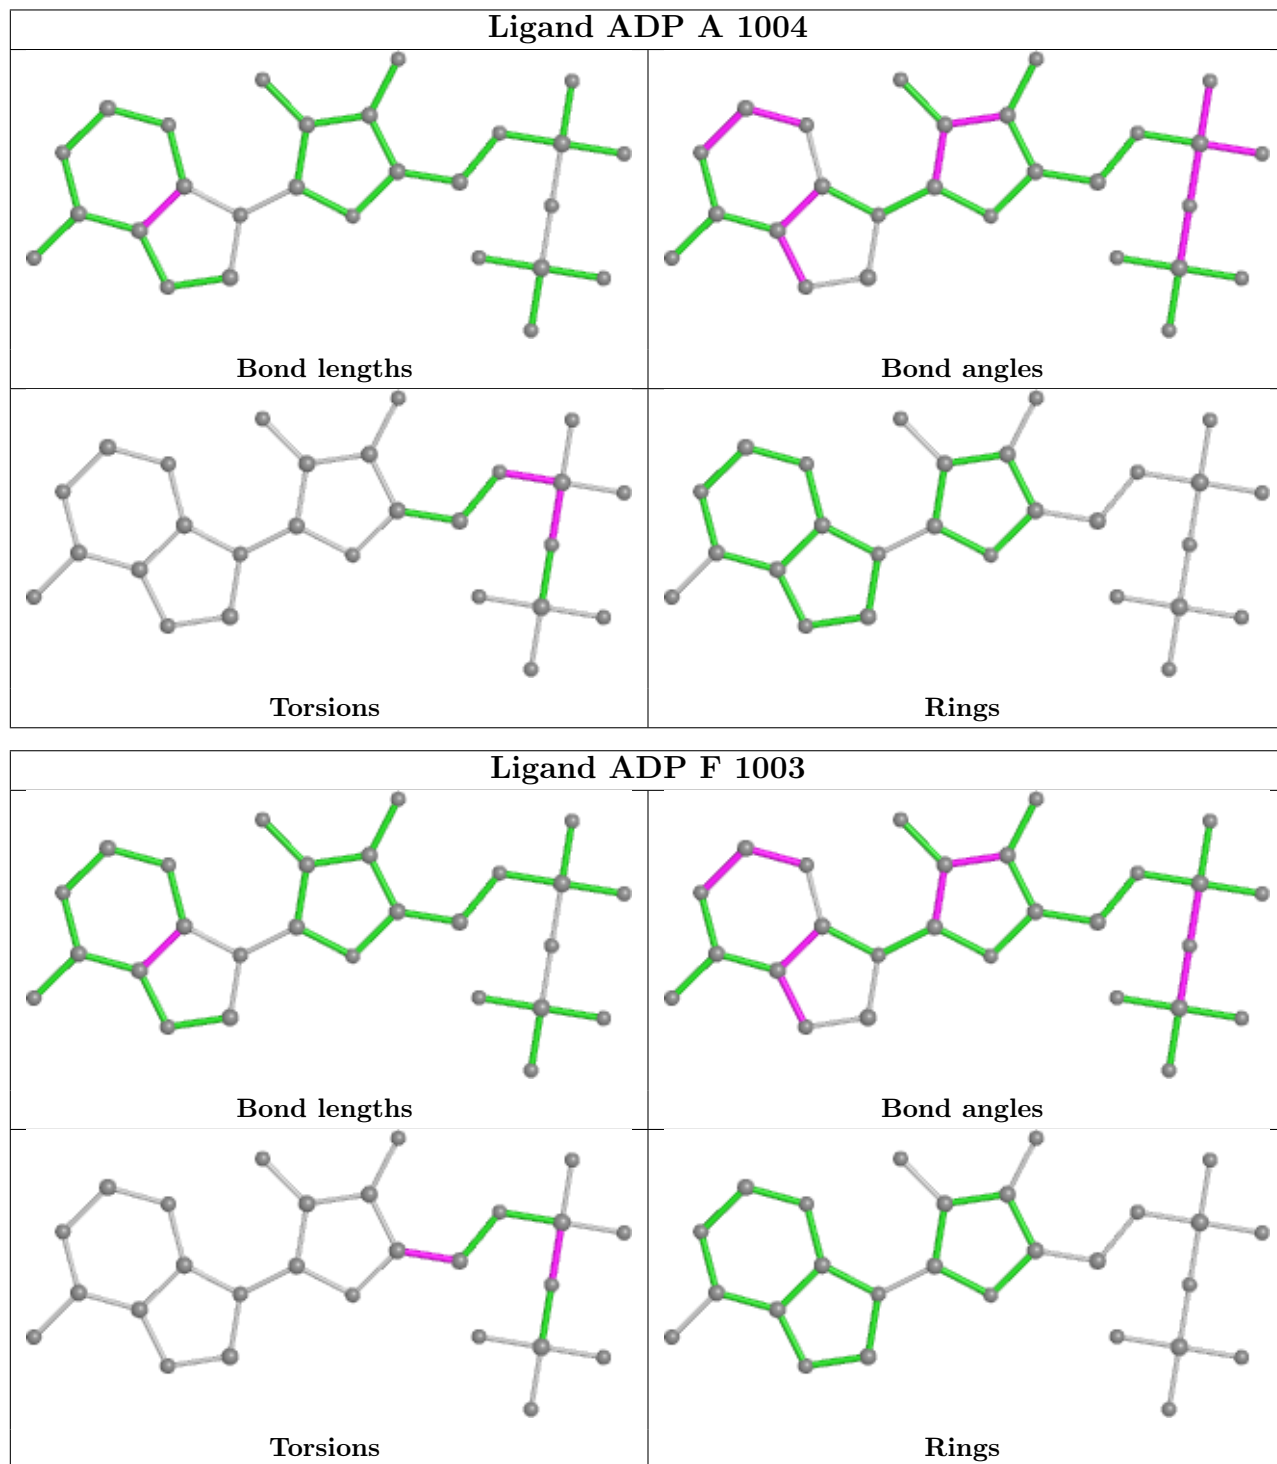 Ligand ADP A 1004
Bond lengths
Bond angles
Torsions
Rings
Ligand ADP F 1003
Bond lengths
Bond angles
Torsions
Rings